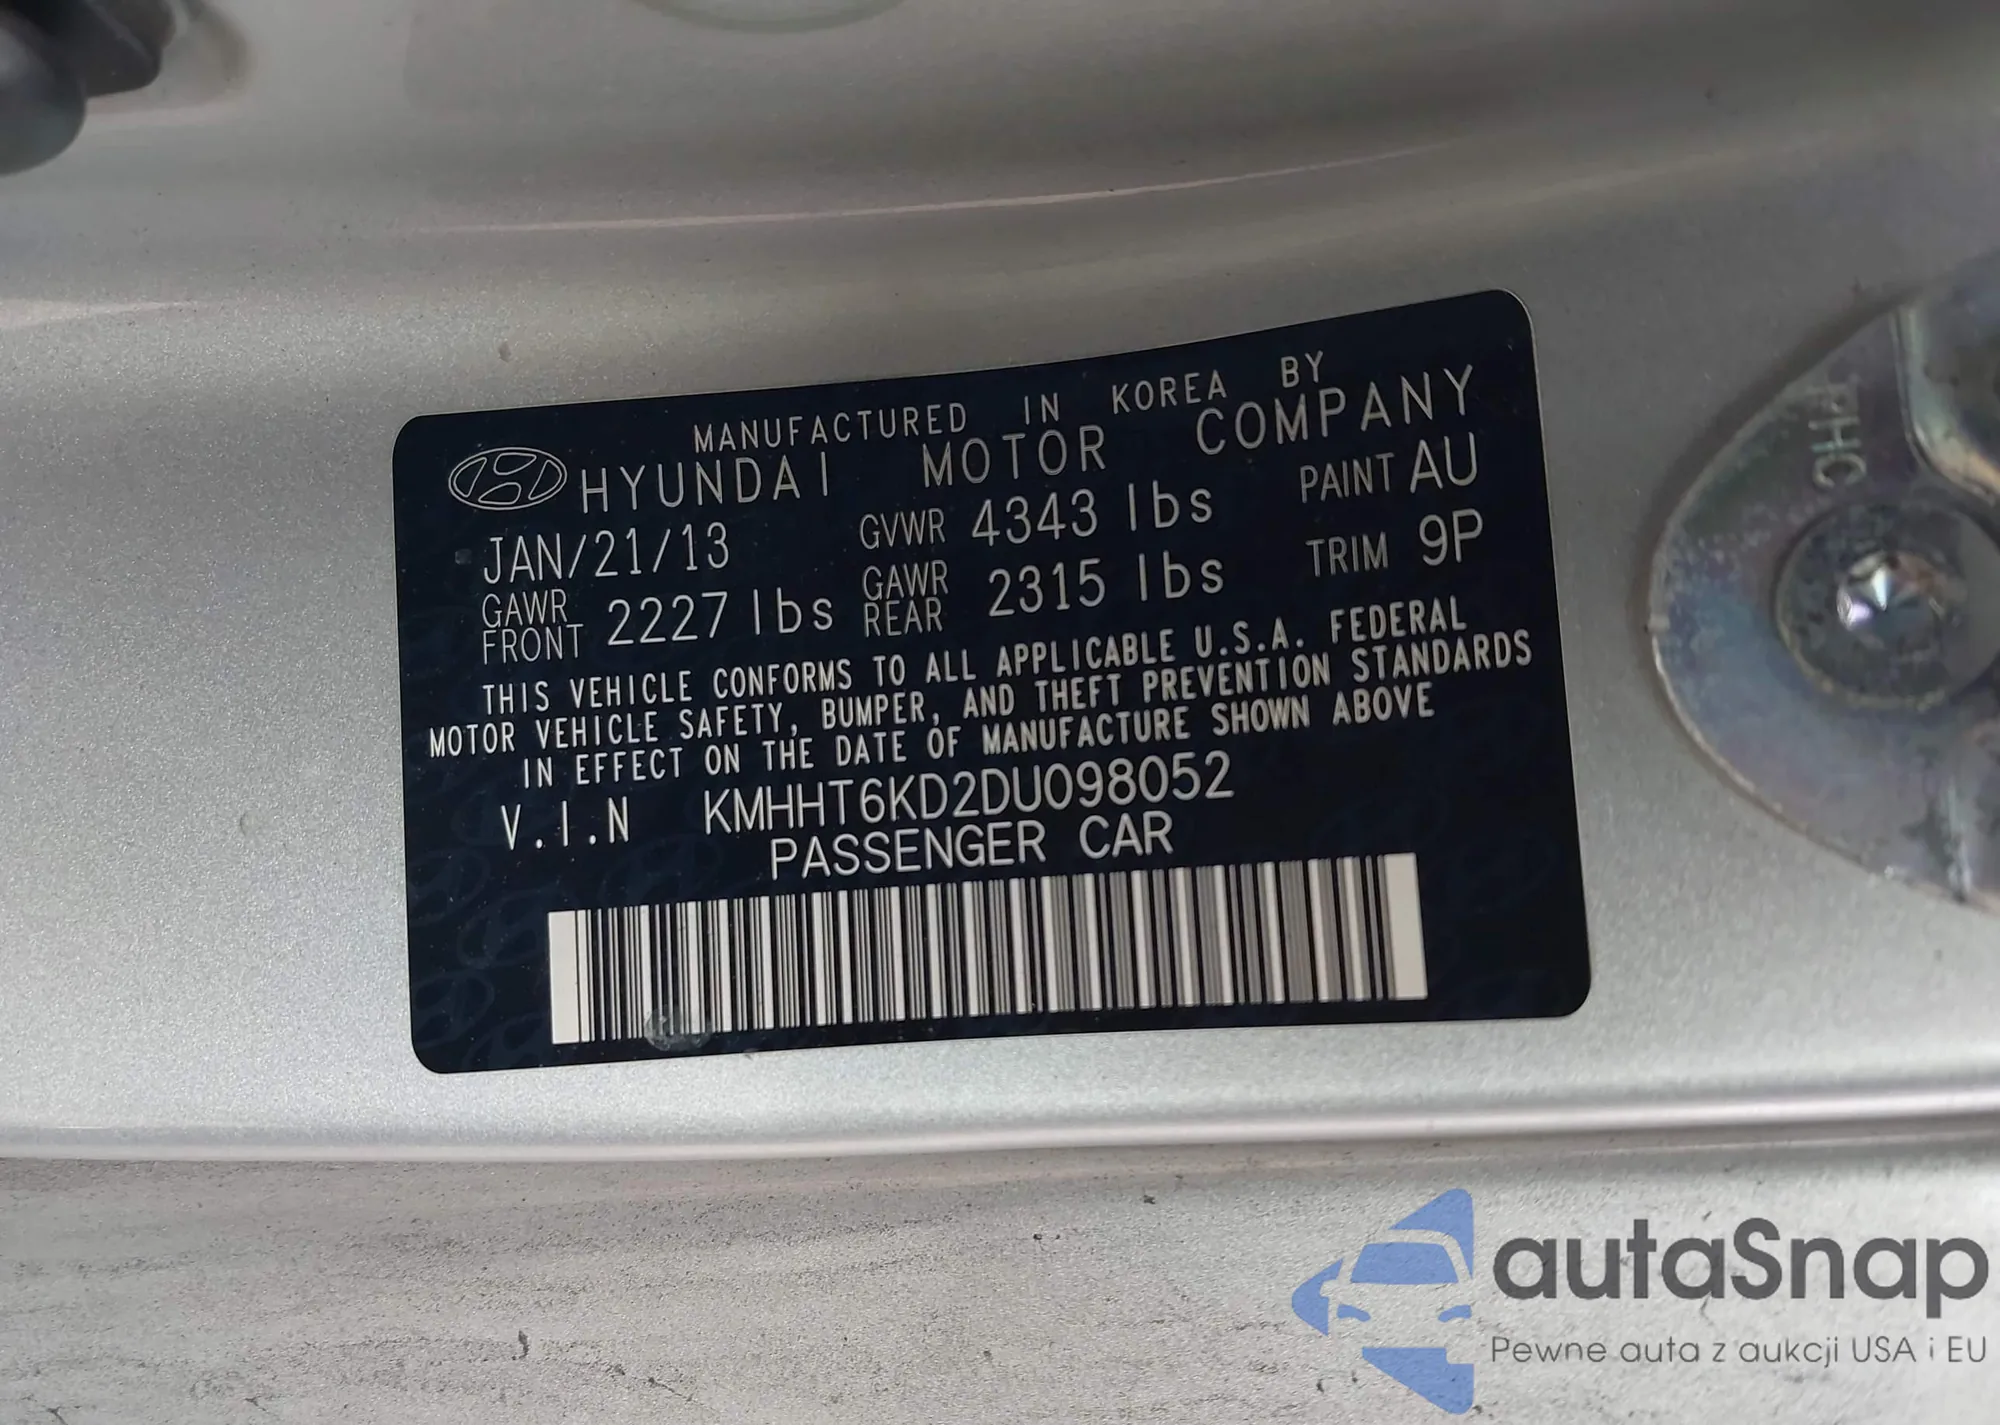 MANUFACTURED IN KOREA BY
HYUNDAI MOTOR COMPANY
JAN/21/13 GVWR 4343 lbs PAINT AU
GAWR FRONT 2227 lbs GAWR REAR 2315 lbs TRIM 9P
THIS VEHICLE CONFORMS TO ALL APPLICABLE U.S.A. FEDERAL
MOTOR VEHICLE SAFETY, BUMPER, AND THEFT PREVENTION STANDARDS
IN EFFECT ON THE DATE OF MANUFACTURE SHOWN ABOVE
V.I.N KMHHT6KD2DU098052
PASSENGER CAR
PHC
autaSnap
Pewne auta z aukcji USA i EU